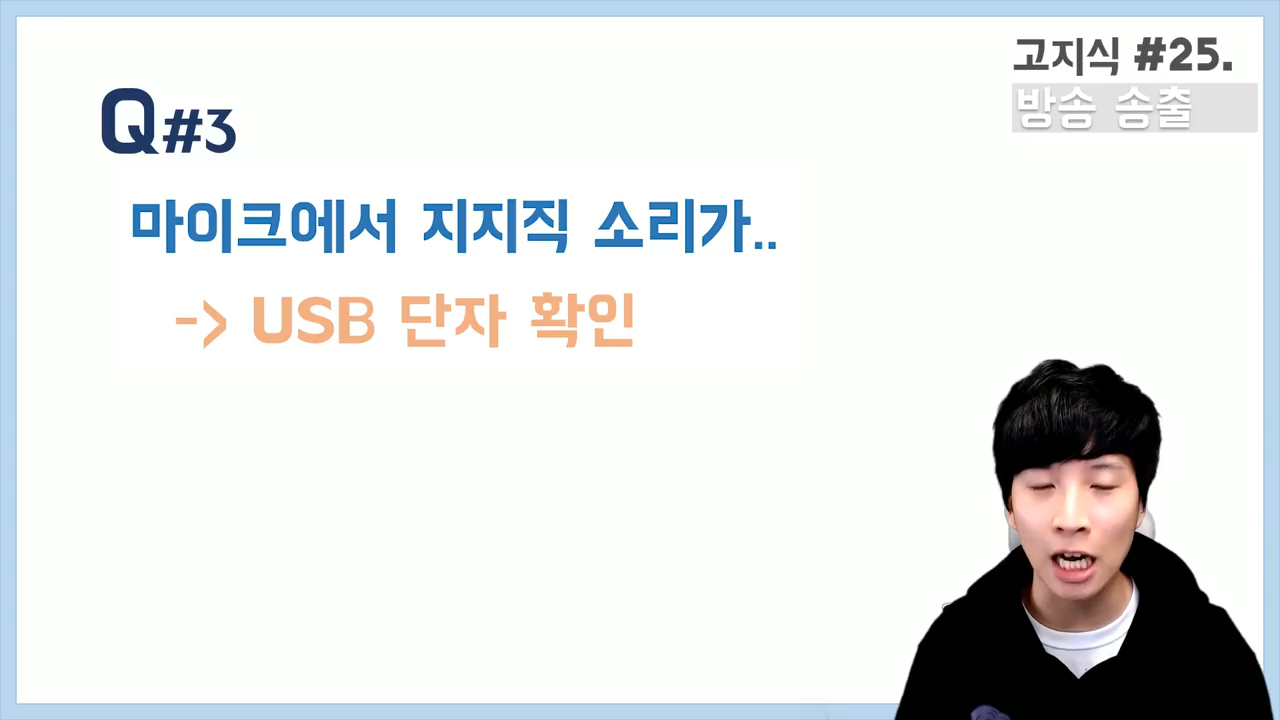 고지식 #25.
방송 송출
Q#3
마이크에서 지지직 소리가..
-> USB 단자 확인